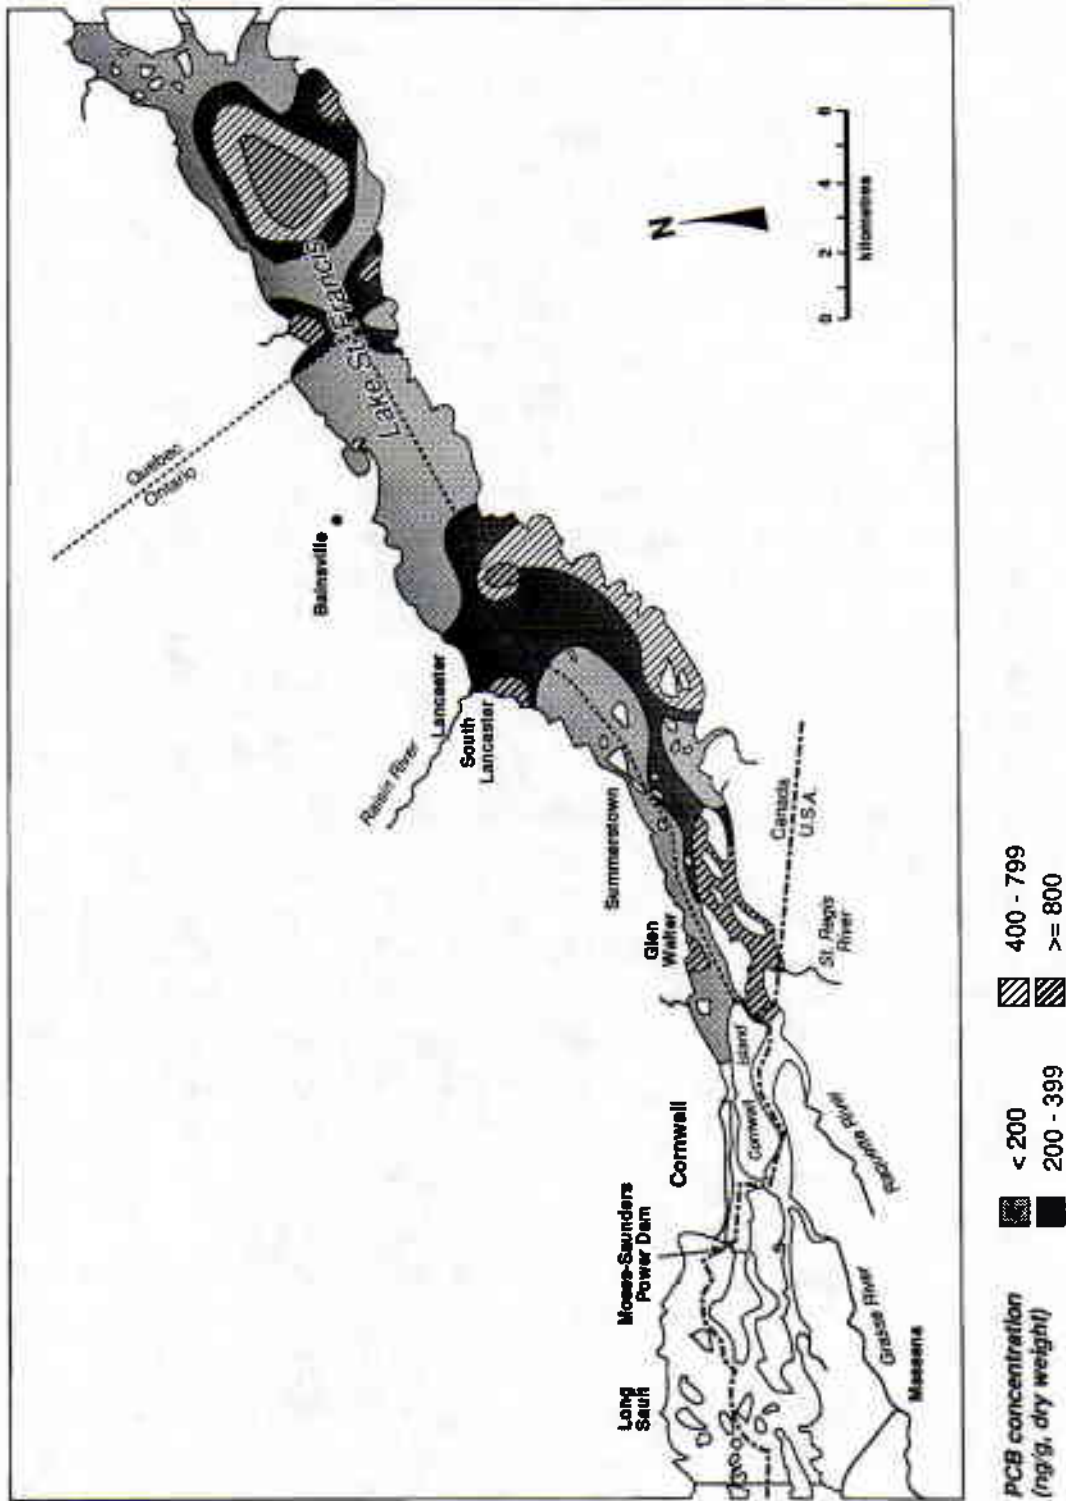 Quebec
Ontario
Lake St. Francis
Bainsville
Lancaster
South
Lancaster
Raisin River
Summerstown
Glen
Walter
Canada
U.S.A.
St. Regis
River
Cornwall
Island
Cornwall
Raquette River
Moses-Saunders
Power Dam
Long
Sault
Grasse River
Massena
N
0 2 4 6
kilometres
PCB concentration
(ng/g, dry weight)
< 200
200 - 399
400 - 799
>= 800